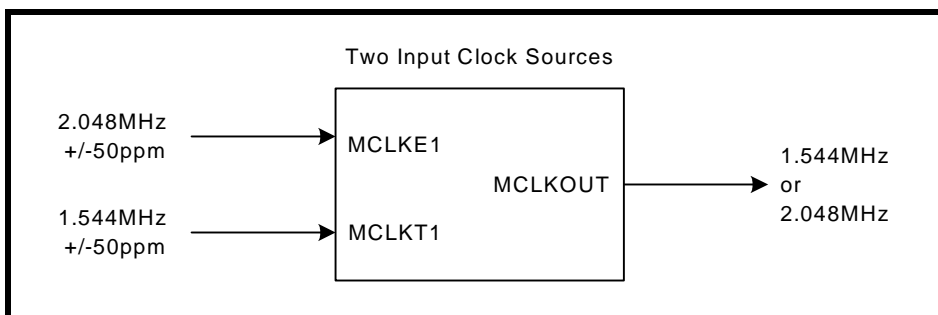 Two Input Clock Sources
2.048MHz
+/-50ppm
MCLKE1
MCLKOUT
1.544MHz
or
2.048MHz
1.544MHz
+/-50ppm
MCLKT1